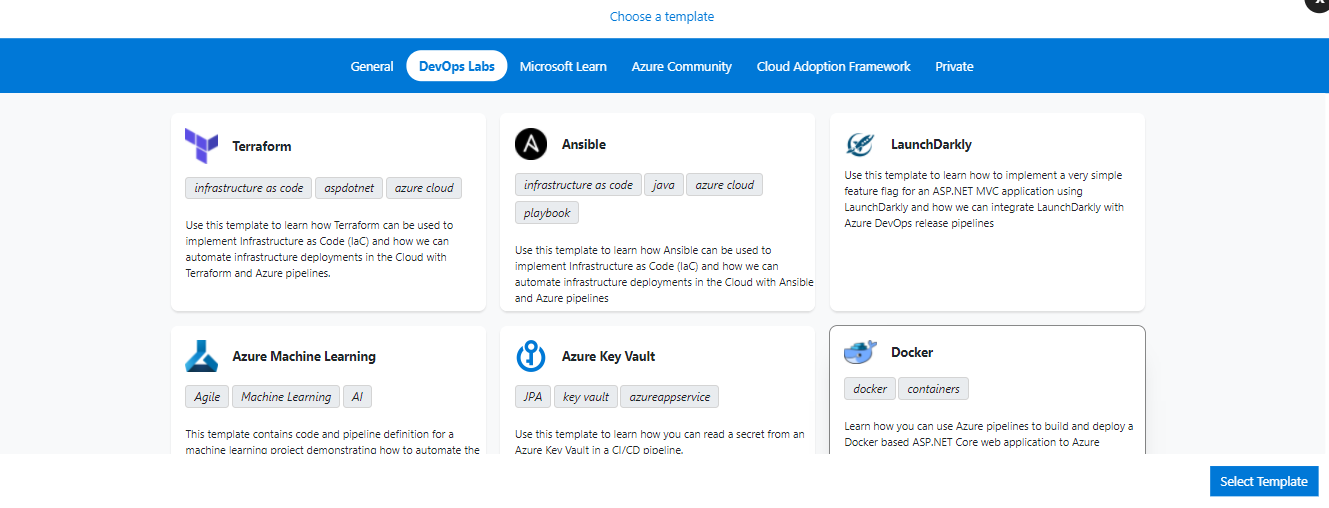 Choose a template
x
General DevOps Labs Microsoft Learn Azure Community Cloud Adoption Framework Private
Terraform
infrastructure as code aspdotnet azure cloud
Use this template to learn how Terraform can be used to
implement Infrastructure as Code (IaC) and how we can
automate infrastructure deployments in the Cloud with
Terraform and Azure pipelines.
Ansible
infrastructure as code java azure cloud
playbook
Use this template to learn how Ansible can be used to
implement Infrastructure as Code (IaC) and how we can
automate infrastructure deployments in the Cloud with Ansible
and Azure pipelines
LaunchDarkly
Use this template to learn how to implement a very simple
feature flag for an ASP.NET MVC application using
LaunchDarkly and how we can integrate LaunchDarkly with
Azure DevOps release pipelines
Azure Machine Learning
Agile Machine Learning AI
This template contains code and pipeline definition for a
machine learning project demonstrating how to automate the
Azure Key Vault
JPA key vault azureappservice
Use this template to learn how you can read a secret from an
Azure Key Vault in a CI/CD pipeline.
Docker
docker containers
Learn how you can use Azure pipelines to build and deploy a
Docker based ASP.NET Core web application to Azure
Select Template